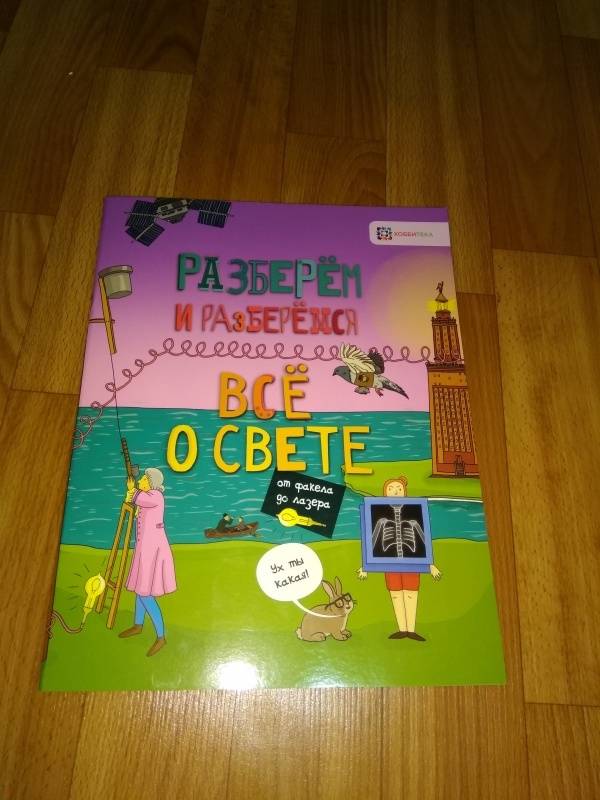 ХОББИТЕКА
РАЗБЕРЁМ
И РАЗБЕРЁМСЯ
ВСЁ
О СВЕТЕ
от факела
до лазера
Ух ты
какая!